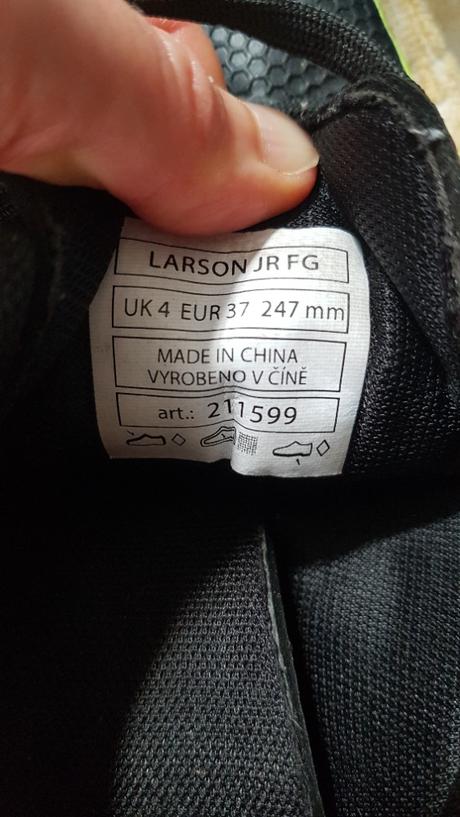 LARSON JR FG
UK 4 EUR 37 247 mm
MADE IN CHINA
VYROBENO V ČÍNĚ
art.: 211599